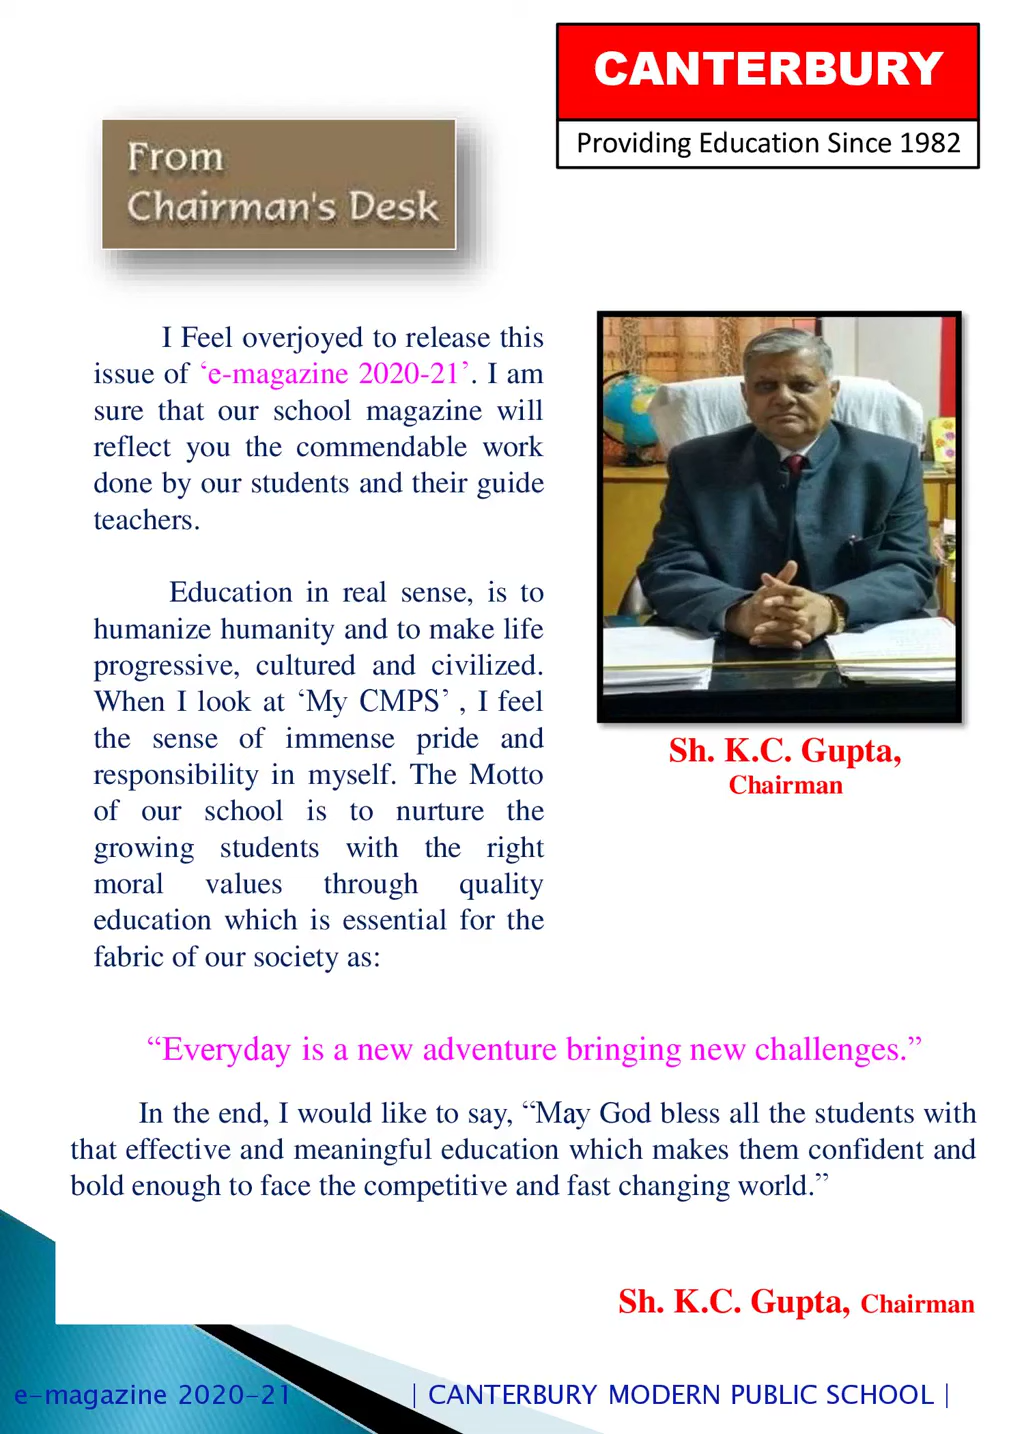 CANTERBURY
Providing Education Since 1982
From
Chairman's Desk
I Feel overjoyed to release this
issue of ‘e-magazine 2020-21’. I am
sure that our school magazine will
reflect you the commendable work
done by our students and their guide
teachers.
Education in real sense, is to
humanize humanity and to make life
progressive, cultured and civilized.
When I look at ‘My CMPS’ , I feel
the sense of immense pride and
responsibility in myself. The Motto
of our school is to nurture the
growing students with the right
moral values through quality
education which is essential for the
fabric of our society as:
Sh. K.C. Gupta,
Chairman
“Everyday is a new adventure bringing new challenges.”
In the end, I would like to say, “May God bless all the students with
that effective and meaningful education which makes them confident and
bold enough to face the competitive and fast changing world.”
Sh. K.C. Gupta, Chairman
e-magazine 2020-21 | CANTERBURY MODERN PUBLIC SCHOOL |